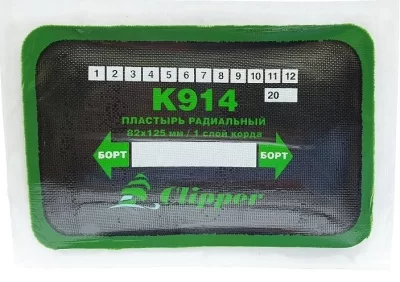 1 2 3 4 5 6 7 8 9 10 11 12
20
K914
ПЛАСТЫРЬ РАДИАЛЬНЫЙ
82х125 мм / 1 слой корда
БОРТ БОРТ
Clipper